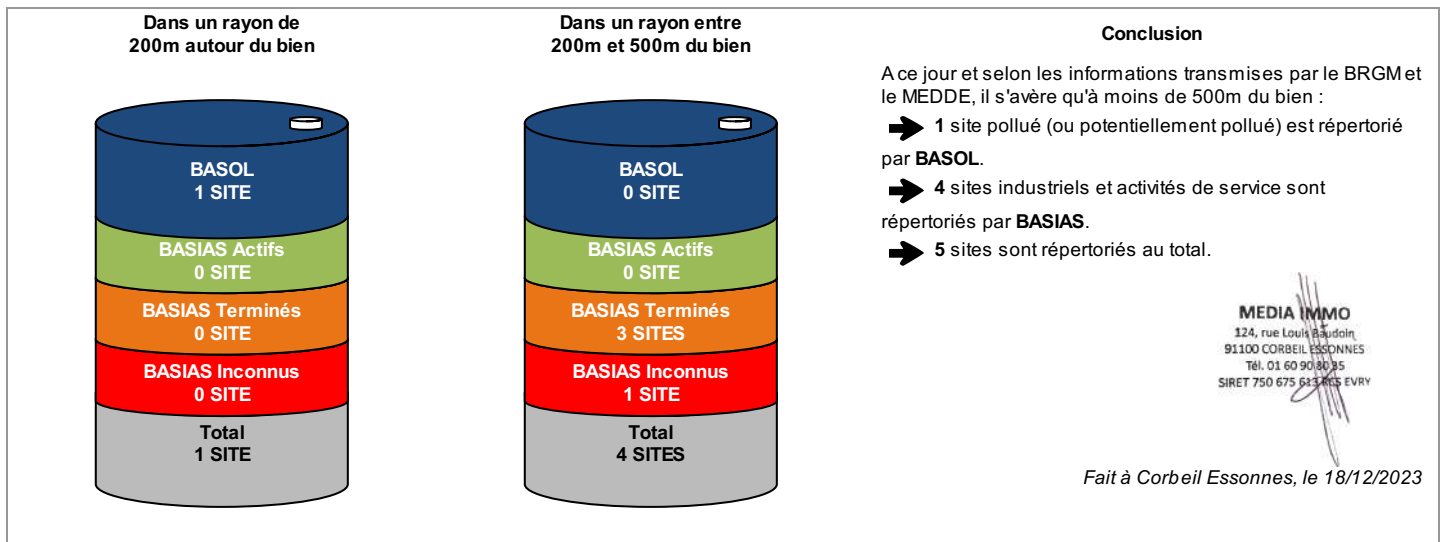 Dans un rayon de
200m autour du bien
BASOL
1 SITE
BASIAS Actifs
0 SITE
BASIAS Terminés
0 SITE
BASIAS Inconnus
0 SITE
Total
1 SITE
Dans un rayon entre
200m et 500m du bien
BASOL
0 SITE
BASIAS Actifs
0 SITE
BASIAS Terminés
3 SITES
BASIAS Inconnus
1 SITE
Total
4 SITES
Conclusion
A ce jour et selon les informations transmises par le BRGM et
le MEDDE, il s'avère qu'à moins de 500m du bien :
1 site pollué (ou potentiellement pollué) est répertorié
par BASOL.
4 sites industriels et activités de service sont
répertoriés par BASIAS.
5 sites sont répertoriés au total.
MEDIA IMMO
124, rue Louis Baudoin
91100 CORBEIL ESSONNES
Tél. 01 60 90 80 85
SIRET 750 675 613 RCS EVRY
Fait à Corbeil Essonnes, le 18/12/2023